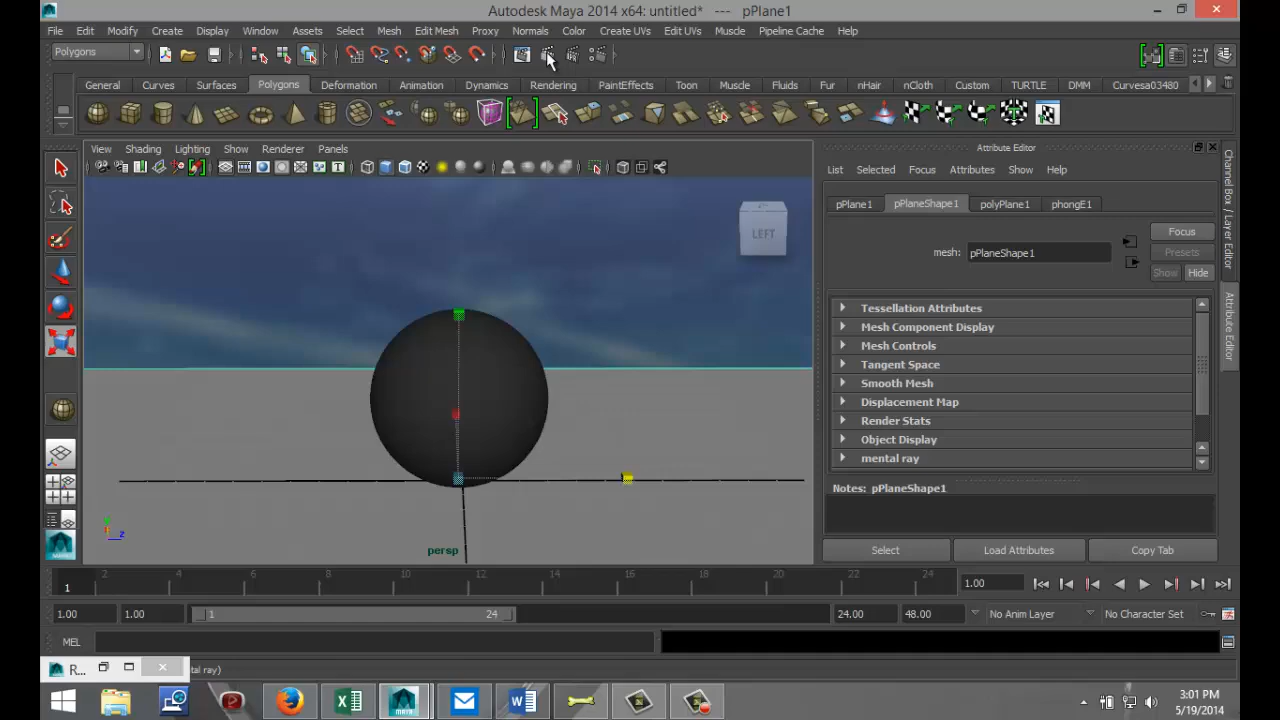 Autodesk Maya 2014 x64: untitled*   ---   pPlane1
File Edit Modify Create Display Window Assets Select Mesh Edit Mesh Proxy Normals Color Create UVs Edit UVs Muscle Pipeline Cache Help
Polygons
General Curves Surfaces Polygons Deformation Animation Dynamics Rendering PaintEffects Toon Muscle Fluids Fur nHair nCloth Custom TURTLE DMM Curvesa03480
View Shading Lighting Show Renderer Panels
Attribute Editor
List Selected Focus Attributes Show Help
pPlane1 pPlaneShape1 polyPlane1 phongE1
Focus
mesh: pPlaneShape1
Presets
Show Hide
Tessellation Attributes
Mesh Component Display
Mesh Controls
Tangent Space
Smooth Mesh
Displacement Map
Render Stats
Object Display
mental ray
Notes: pPlaneShape1
Select Load Attributes Copy Tab
Channel Box / Layer Editor
Attribute Editor
LEFT
z
persp
2 4 6 8 10 12 14 16 18 20 22 24
1
1.00
1.00 1.00 1 24 24.00 48.00 No Anim Layer No Character Set
MEL
R... tal ray)
3:01 PM
5/19/2014